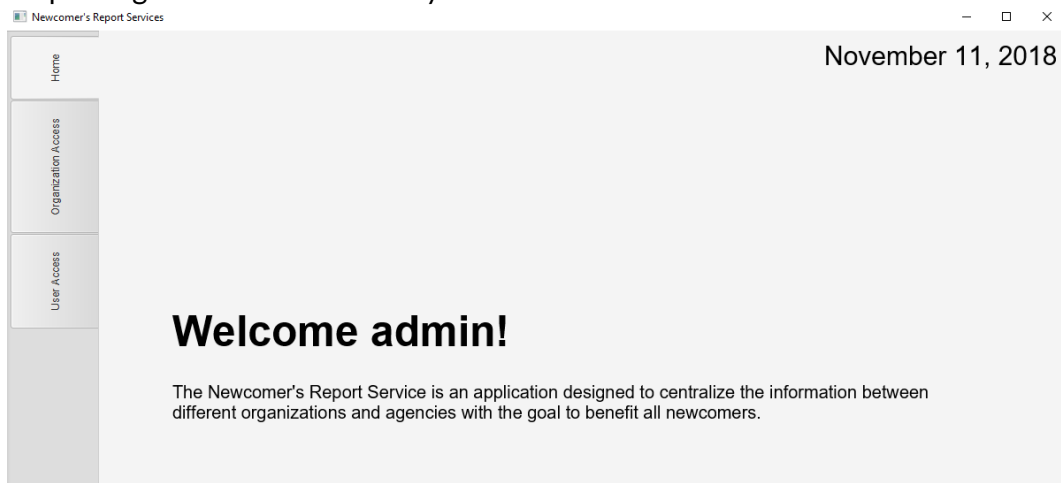 Newcomer's Report Services
November 11, 2018
Home
Organization Access
User Access
Welcome admin!
The Newcomer's Report Service is an application designed to centralize the information between
different organizations and agencies with the goal to benefit all newcomers.